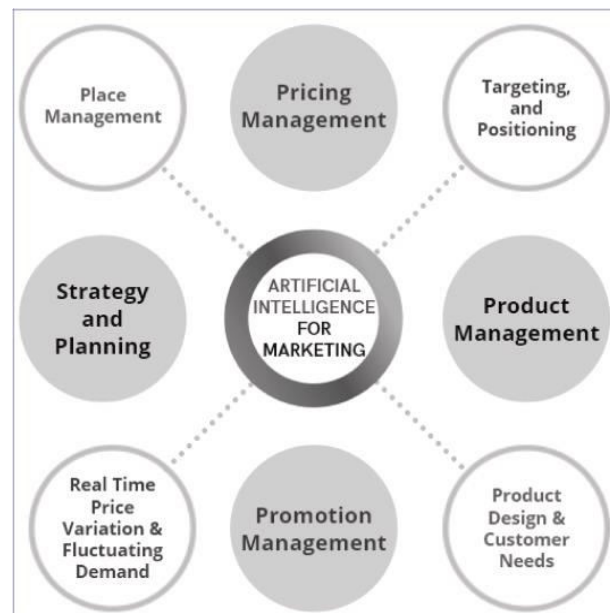 Place
Management
Pricing
Management
Targeting,
and
Positioning
Strategy
and
Planning
ARTIFICIAL
INTELLIGENCE
FOR
MARKETING
Product
Management
Real Time
Price
Variation &
Fluctuating
Demand
Promotion
Management
Product
Design &
Customer
Needs